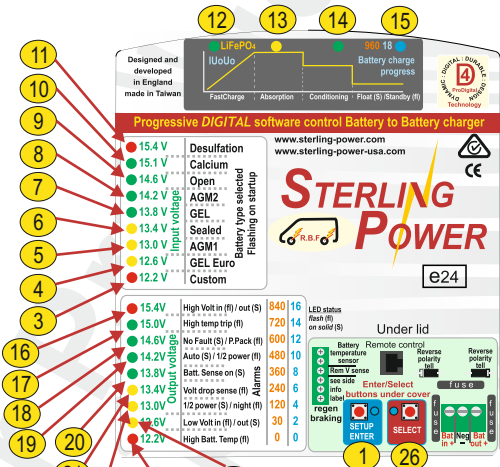 12
13
14
15
LiFePO4
960 18
IUoUo
Battery charge
progress
FastCharge
Absorption
Conditioning
Float (S) /Standby (fl)
Designed and
developed
in England
made in Taiwan
DYNAMIC · DIGITAL · DURABLE · DESIGN
D4
ProDigital
Technology
Progressive DIGITAL software control Battery to Battery charger
www.sterling-power.com
www.sterling-power-usa.com
11
10
9
8
7
6
5
4
3
15.4 V Desulfation
15.1 V Calcium
14.6 V Open
14.2 V AGM2
13.8 V GEL
13.4 V Sealed
13.0 V AGM1
12.6 V GEL Euro
12.2 V Custom
Input voltage
Battery type selected
Flashing on startup
CE
STERLING
POWER
R.B.F
e24
16
17
18
19
20
15.4V High Volt in (fl) / out (S) 840 16
15.0V High temp trip (fl) 720 14
14.6V No Fault (S) / P.Pack (fl) 600 12
14.2V Auto (S) / 1/2 power (fl) 480 10
13.8V Batt. Sense on (S) 360 8
13.4V Volt drop sense (fl) 240 6
13.0V 1/2 power (S) / night (fl) 120 4
12.6V Low Volt in (fl) / out (S) 30 2
12.2V High Batt. Temp (fl) 0 0
Output voltage
Alarms
LED status
flash (fl)
on solid (S)
Under lid
Battery
temperature
sensor
Rem V sense
see side
info
label
regen
braking
Remote control
Reverse
polarity
tell
Reverse
polarity
tell
fuse
Enter/Select
buttons under cover
SETUP
ENTER
SELECT
fuse
fuse
Bat
in +
Neg
-
Bat
out +
1
26